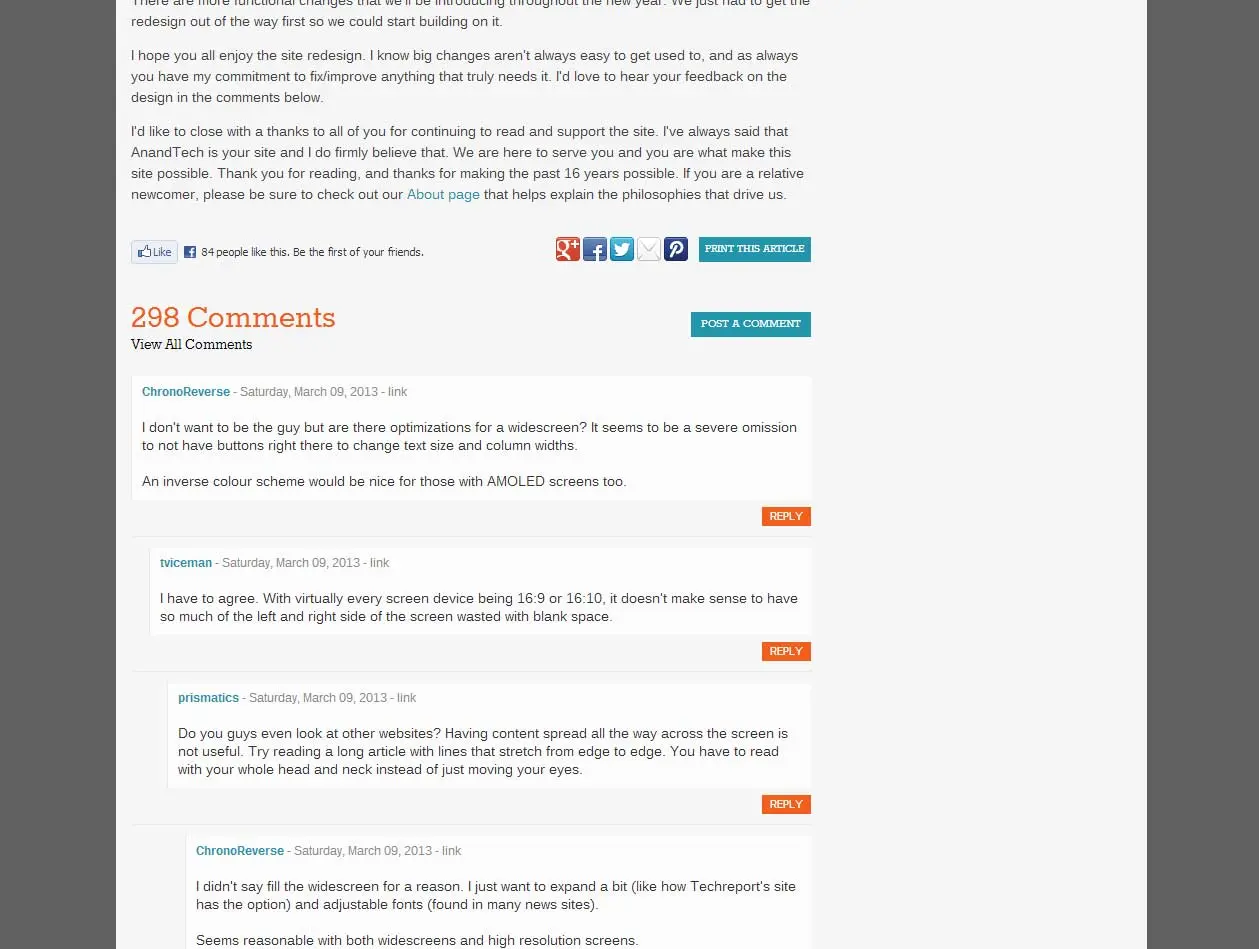 There are more functional changes that we'll be introducing throughout the new year. We just had to get the
redesign out of the way first so we could start building on it.
I hope you all enjoy the site redesign. I know big changes aren't always easy to get used to, and as always
you have my commitment to fix/improve anything that truly needs it. I'd love to hear your feedback on the
design in the comments below.
I'd like to close with a thanks to all of you for continuing to read and support the site. I've always said that
AnandTech is your site and I do firmly believe that. We are here to serve you and you are what make this
site possible. Thank you for reading, and thanks for making the past 16 years possible. If you are a relative
newcomer, please be sure to check out our About page that helps explain the philosophies that drive us.
Like 84 people like this. Be the first of your friends. PRINT THIS ARTICLE
298 Comments
POST A COMMENT
View All Comments
ChronoReverse - Saturday, March 09, 2013 - link
I don't want to be the guy but are there optimizations for a widescreen? It seems to be a severe omission
to not have buttons right there to change text size and column widths.
An inverse colour scheme would be nice for those with AMOLED screens too.
REPLY
tviceman - Saturday, March 09, 2013 - link
I have to agree. With virtually every screen device being 16:9 or 16:10, it doesn't make sense to have
so much of the left and right side of the screen wasted with blank space.
REPLY
prismatics - Saturday, March 09, 2013 - link
Do you guys even look at other websites? Having content spread all the way across the screen is
not useful. Try reading a long article with lines that stretch from edge to edge. You have to read
with your whole head and neck instead of just moving your eyes.
REPLY
ChronoReverse - Saturday, March 09, 2013 - link
I didn't say fill the widescreen for a reason. I just want to expand a bit (like how Techreport's site
has the option) and adjustable fonts (found in many news sites).
Seems reasonable with both widescreens and high resolution screens.